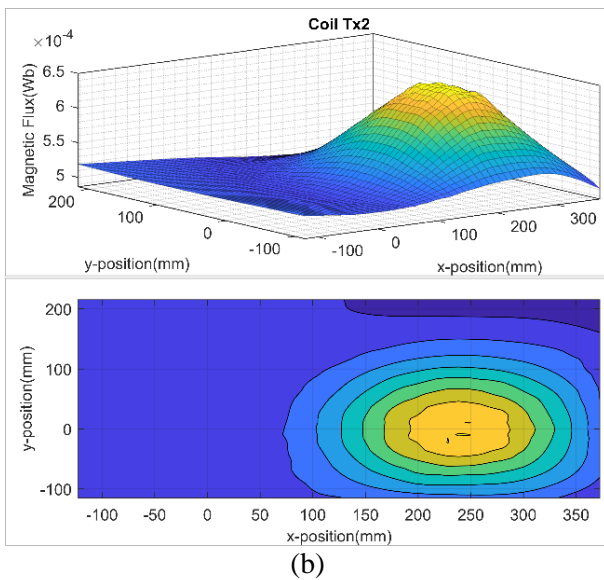 Coil Tx2
×10⁻⁴
6.5
6
5.5
5
Magnetic Flux(Wb)
200
100
0
-100
y-position(mm)
-100
0
100
200
300
x-position(mm)
200
100
0
-100
y-position(mm)
-100 -50 0 50 100 150 200 250 300 350
x-position(mm)
(b)